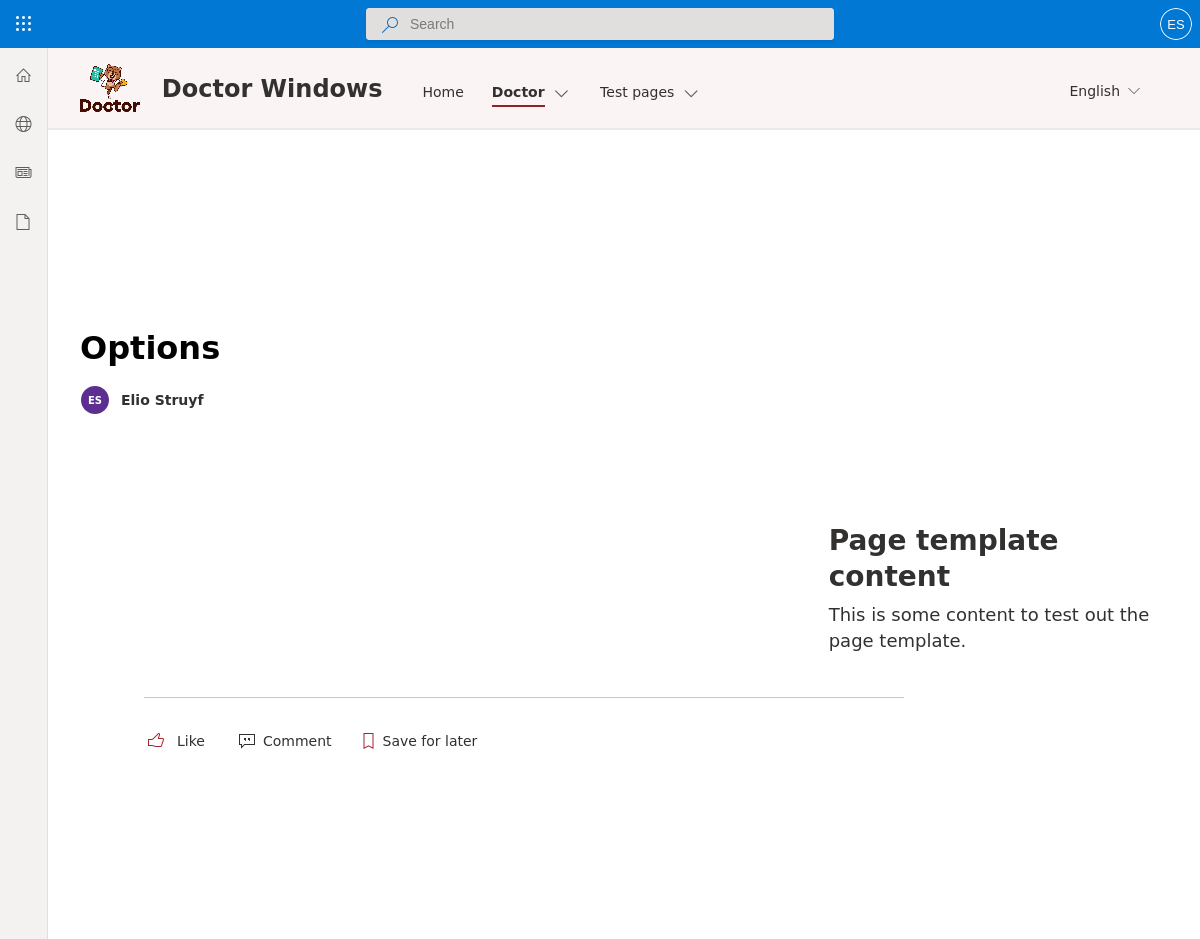 Search
ES
Doctor
Doctor Windows
Home
Doctor
Test pages
English
Options
ES
Elio Struyf
Page template
content
This is some content to test out the
page template.
Like
Comment
Save for later